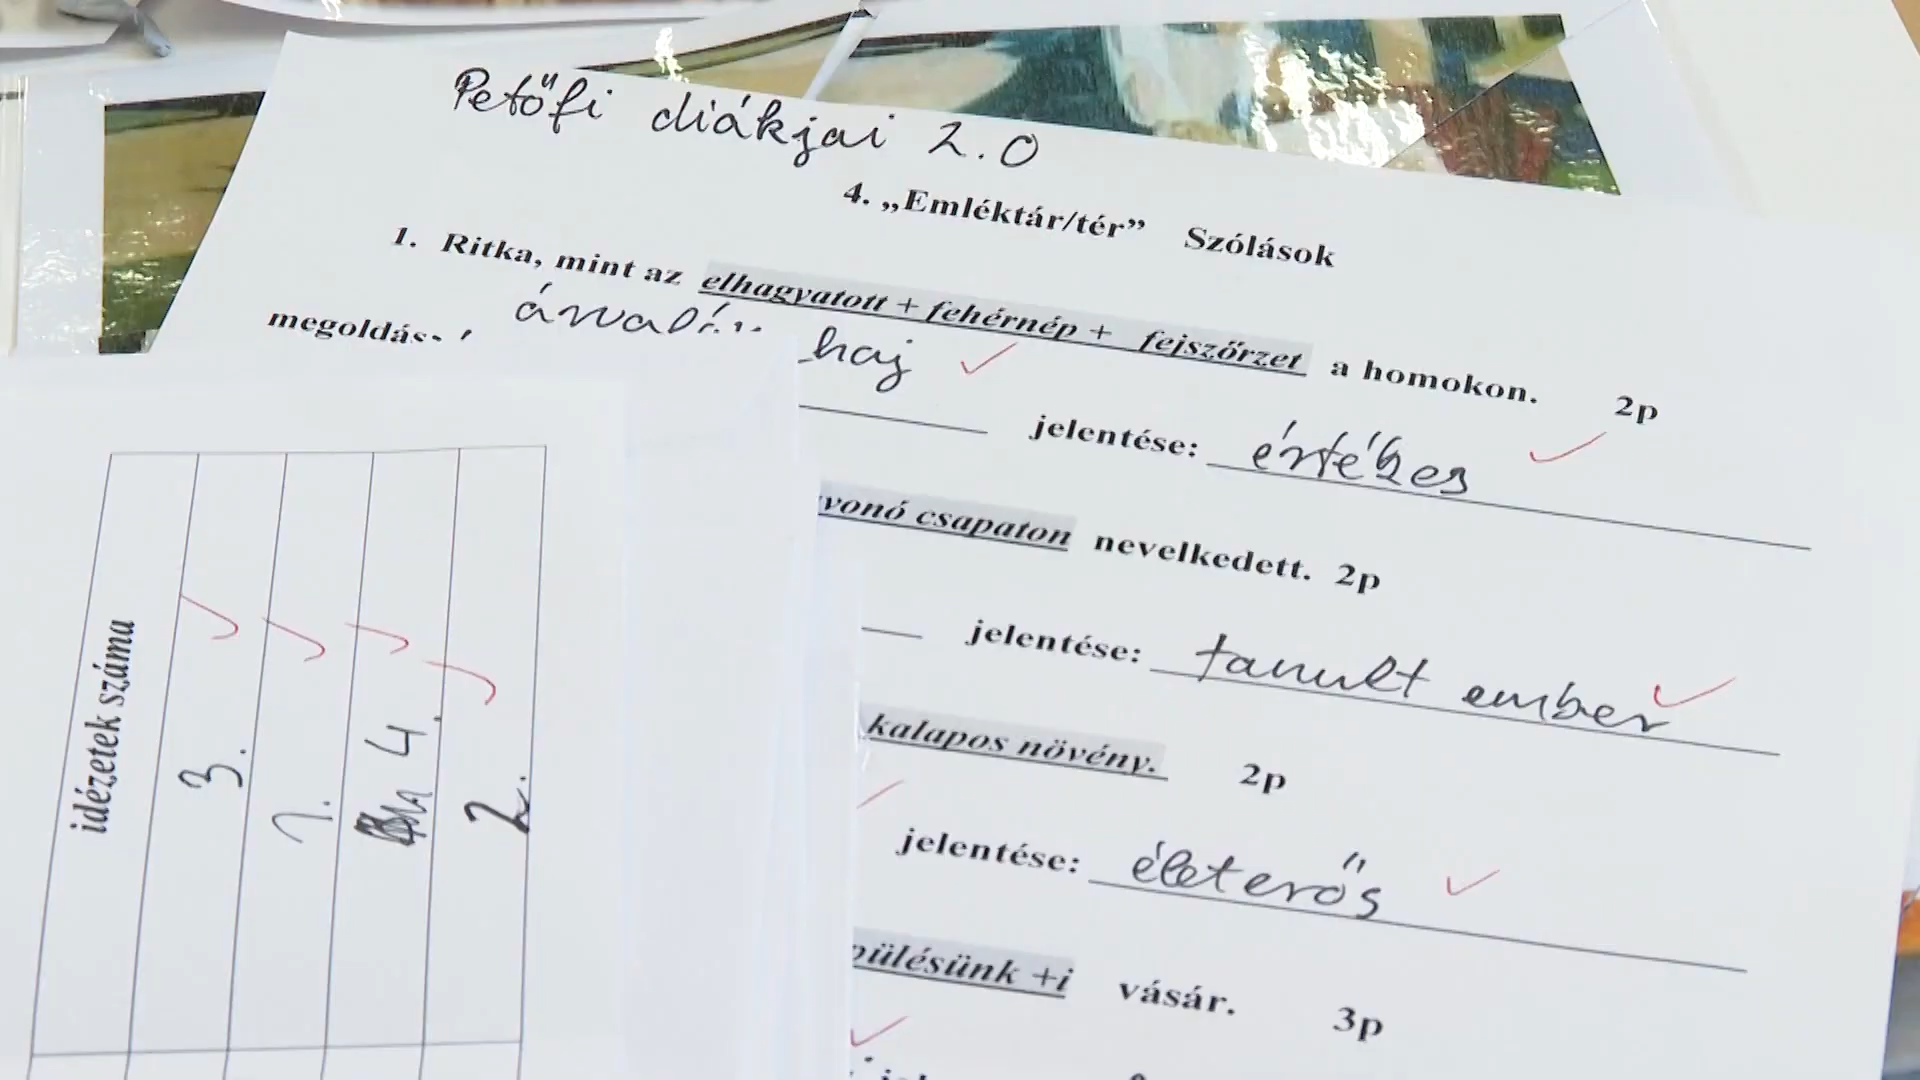 Petőfi diákjai 2.0
4. „Emléktár/tér” Szólások
1. Ritka, mint az elhagyatott + fehérnép + fejszőrzet a homokon. 2p
megoldás: haj
jelentése: értékes
vonó csapaton nevelkedett. 2p
jelentése: tanult ember
kalapos növény. 2p
jelentése: életerős
pülésünk +i vásár. 3p
idézetek száma
3.
1.
4.
2.